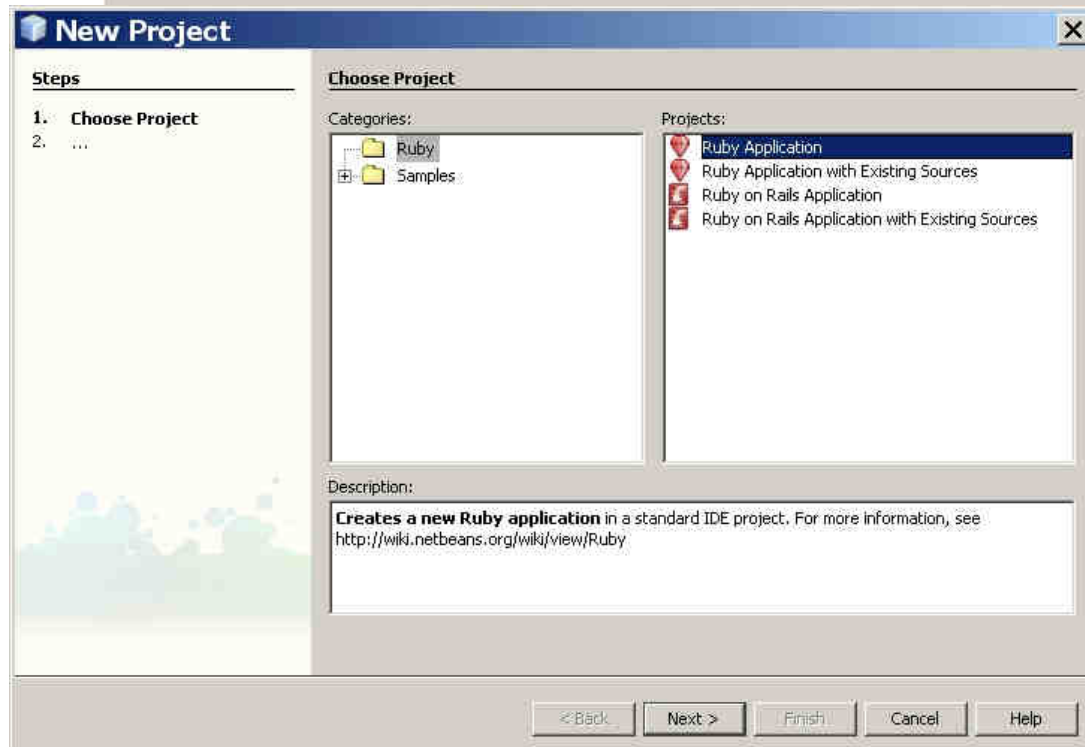 New Project
Steps
1. Choose Project
2. ...
Choose Project
Categories:
Ruby
Samples
Projects:
Ruby Application
Ruby Application with Existing Sources
Ruby on Rails Application
Ruby on Rails Application with Existing Sources
Description:
Creates a new Ruby application in a standard IDE project. For more information, see
http://wiki.netbeans.org/wiki/view/Ruby
< Back
Next >
Finish
Cancel
Help